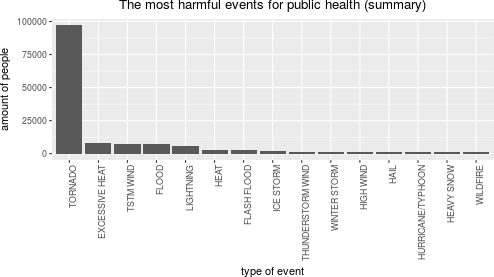 The most harmful events for public health (summary)
amount of people
100000
75000
50000
25000
0
TORNADO
EXCESSIVE HEAT
TSTM WIND
FLOOD
LIGHTNING
HEAT
FLASH FLOOD
ICE STORM
THUNDERSTORM WIND
WINTER STORM
HIGH WIND
HAIL
HURRICANE/TYPHOON
HEAVY SNOW
WILDFIRE
type of event